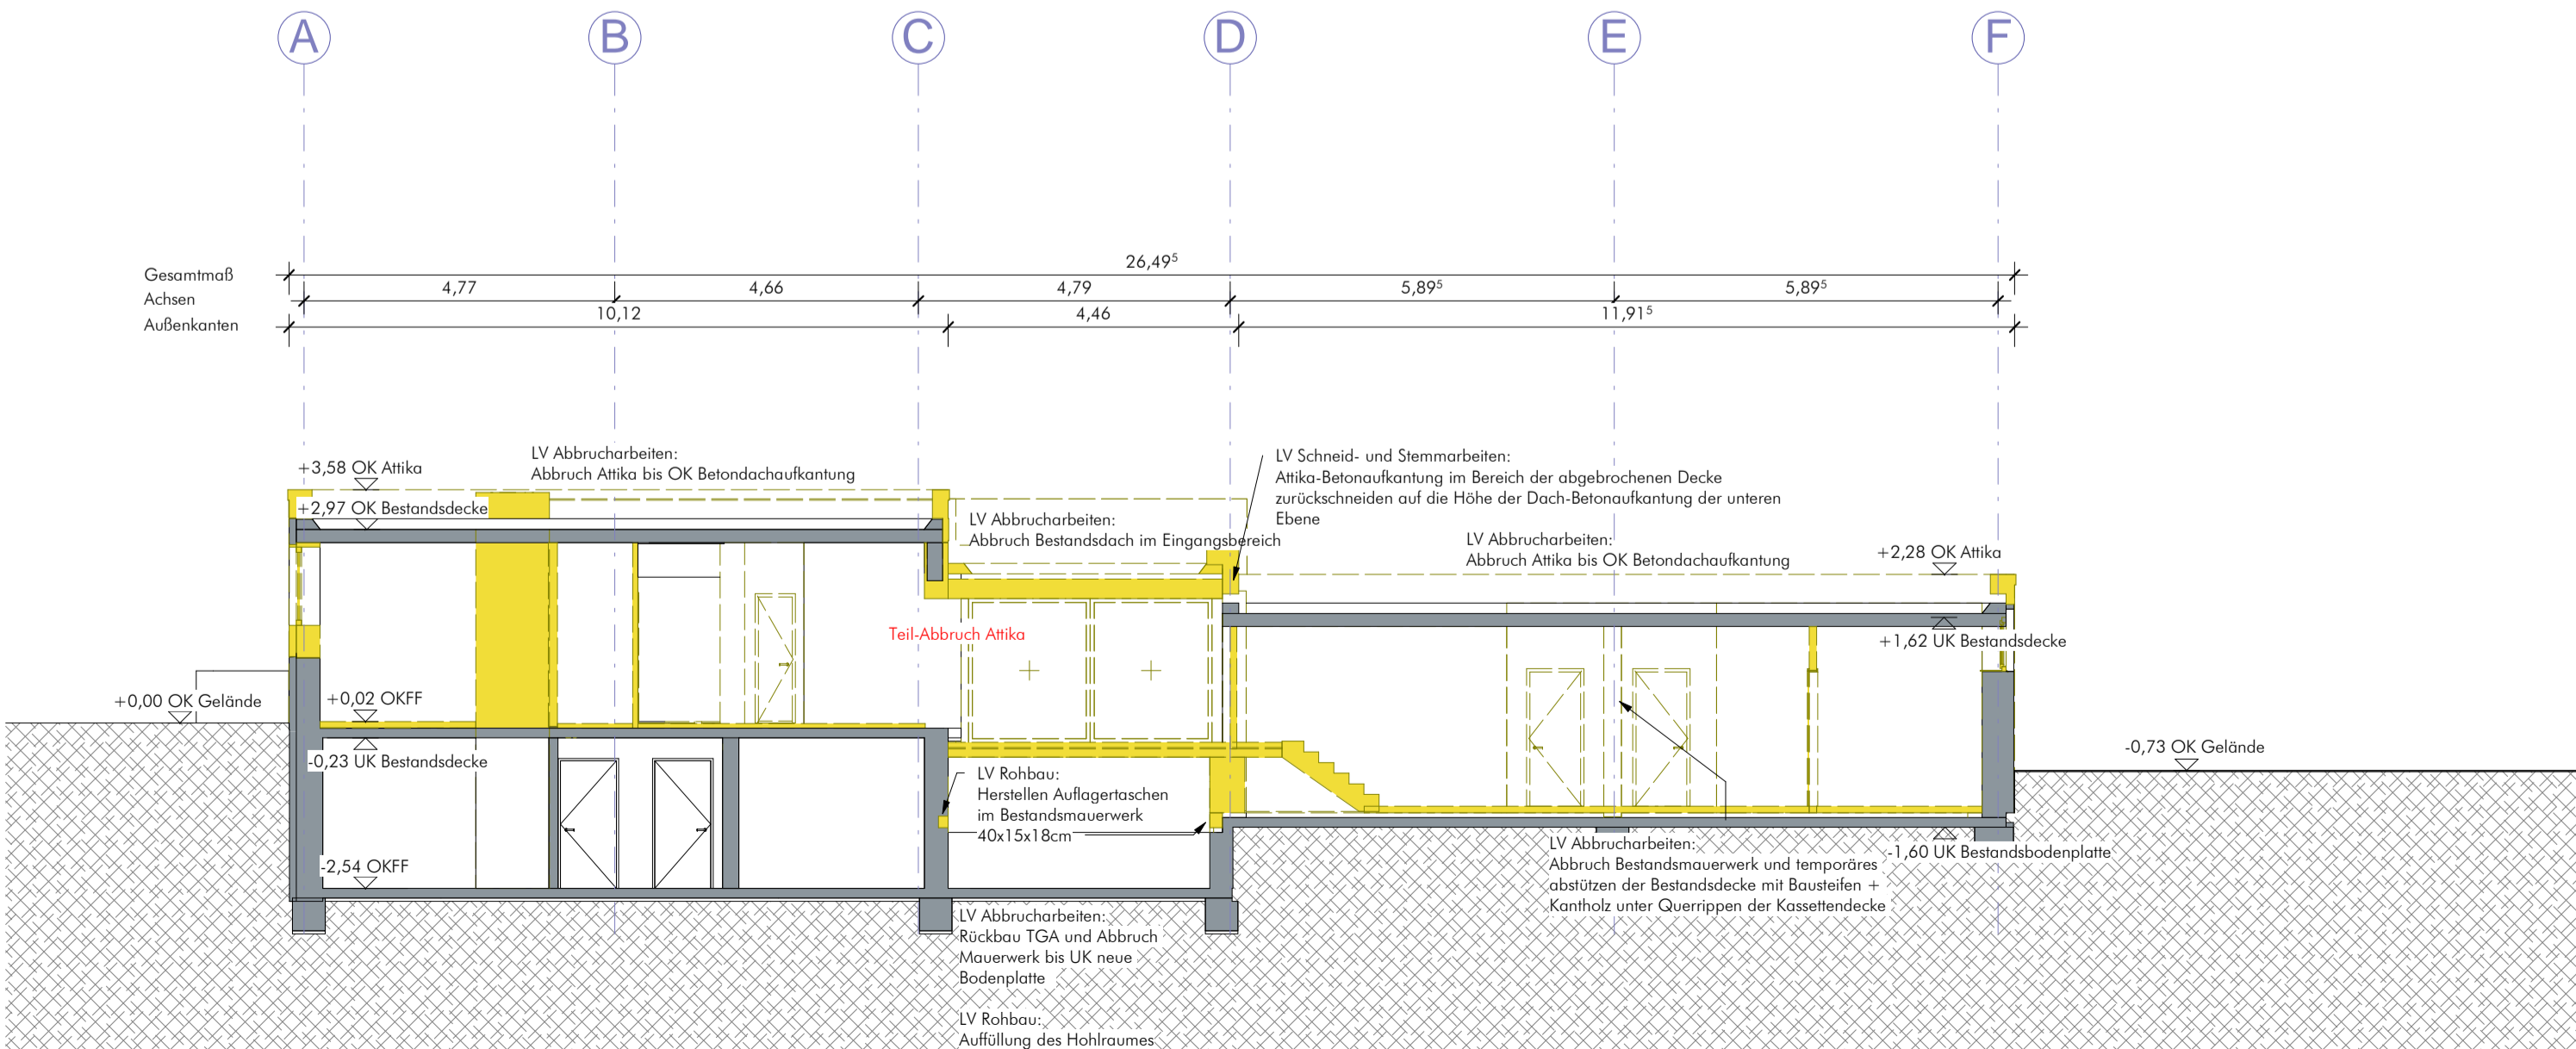 A B C D E F
26,49⁵
Gesamtmaß
4,77 4,66 4,79 5,89⁵ 5,89⁵
Achsen
10,12 4,46 11,91⁵
Außenkanten
LV Abbrucharbeiten:
Abbruch Attika bis OK Betondachaufkantung
+3,58 OK Attika
+2,97 OK Bestandsdecke
LV Schneid- und Stemmarbeiten:
Attika-Betonaufkantung im Bereich der abgebrochenen Decke
zurückschneiden auf die Höhe der Dach-Betonaufkantung der unteren
Ebene
LV Abbrucharbeiten:
Abbruch Bestandsdach im Eingangsbereich
LV Abbrucharbeiten:
Abbruch Attika bis OK Betondachaufkantung
+2,28 OK Attika
Teil-Abbruch Attika
+1,62 UK Bestandsdecke
+0,00 OK Gelände
+0,02 OKFF
-0,23 UK Bestandsdecke
-0,73 OK Gelände
LV Rohbau:
Herstellen Auflagertaschen
im Bestandsmauerwerk
40x15x18cm
-2,54 OKFF
LV Abbrucharbeiten:
Abbruch Bestandsmauerwerk und temporäres
abstützen der Bestandsdecke mit Bausteifen +
Kantholz unter Querrippen der Kassettendecke
-1,60 UK Bestandsbodenplatte
LV Abbrucharbeiten:
Rückbau TGA und Abbruch
Mauerwerk bis UK neue
Bodenplatte
LV Rohbau:
Auffüllung des Hohlraumes